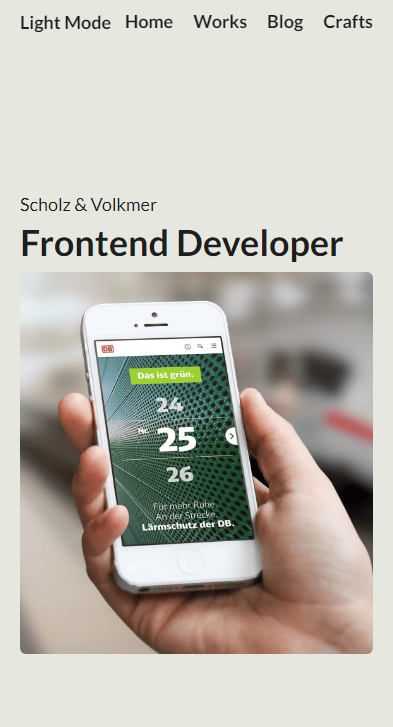 Light Mode Home Works Blog Crafts
Scholz & Volkmer
Frontend Developer
DB
Das ist grün.
24
Nr. 25
26
Für mehr Ruhe.
An der Strecke.
Lärmschutz der DB.